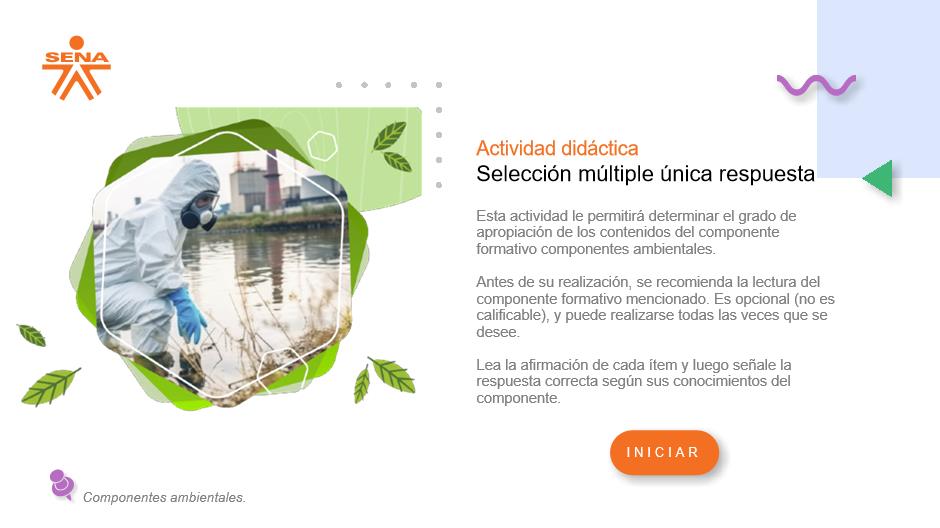 SENA
Actividad didáctica
Selección múltiple única respuesta
Esta actividad le permitirá determinar el grado de
apropiación de los contenidos del componente
formativo componentes ambientales.
Antes de su realización, se recomienda la lectura del
componente formativo mencionado. Es opcional (no es
calificable), y puede realizarse todas las veces que se
desee.
Lea la afirmación de cada ítem y luego señale la
respuesta correcta según sus conocimientos del
componente.
INICIAR
Componentes ambientales.